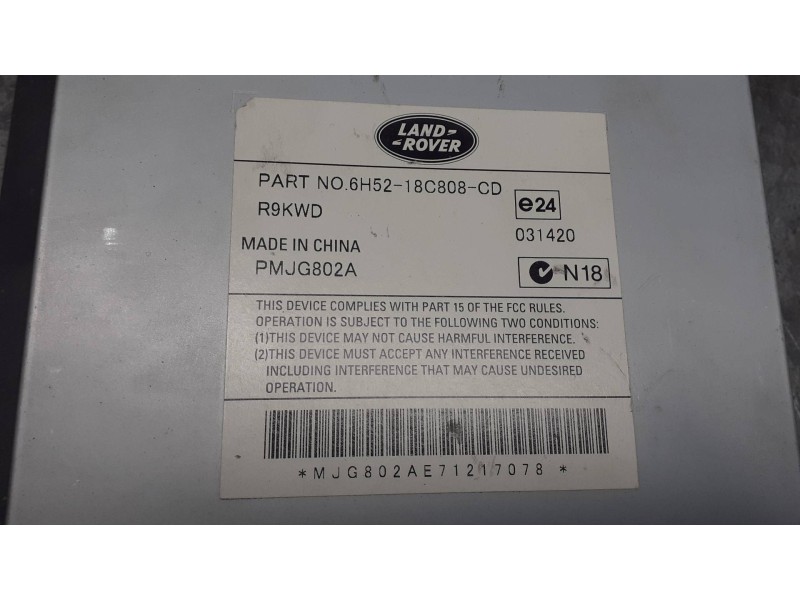 LAND-
-ROVER
PART NO.6H52-18C808-CD
R9KWD
e24
031420
MADE IN CHINA
PMJG802A
N18
THIS DEVICE COMPLIES WITH PART 15 OF THE FCC RULES.
OPERATION IS SUBJECT TO THE FOLLOWING TWO CONDITIONS:
(1)THIS DEVICE MAY NOT CAUSE HARMFUL INTERFERENCE.
(2)THIS DEVICE MUST ACCEPT ANY INTERFERENCE RECEIVED
INCLUDING INTERFERENCE THAT MAY CAUSE UNDESIRED
OPERATION.
*MJG802AE71217078*